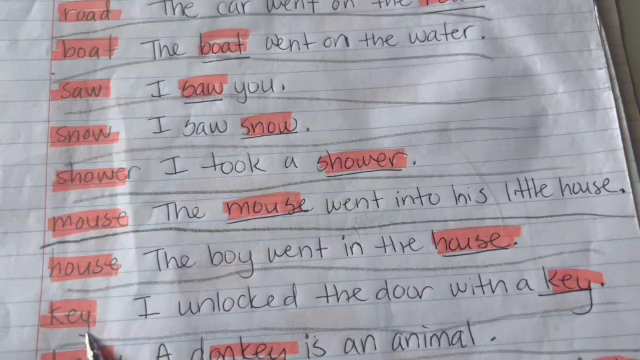 road The car went on the
boat The boat went on the water.
saw I saw you.
snow I saw snow.
shower I took a shower.
mouse The mouse went into his little house.
house The boy went in the house.
key I unlocked the door with a key.
A donkey is an animal.